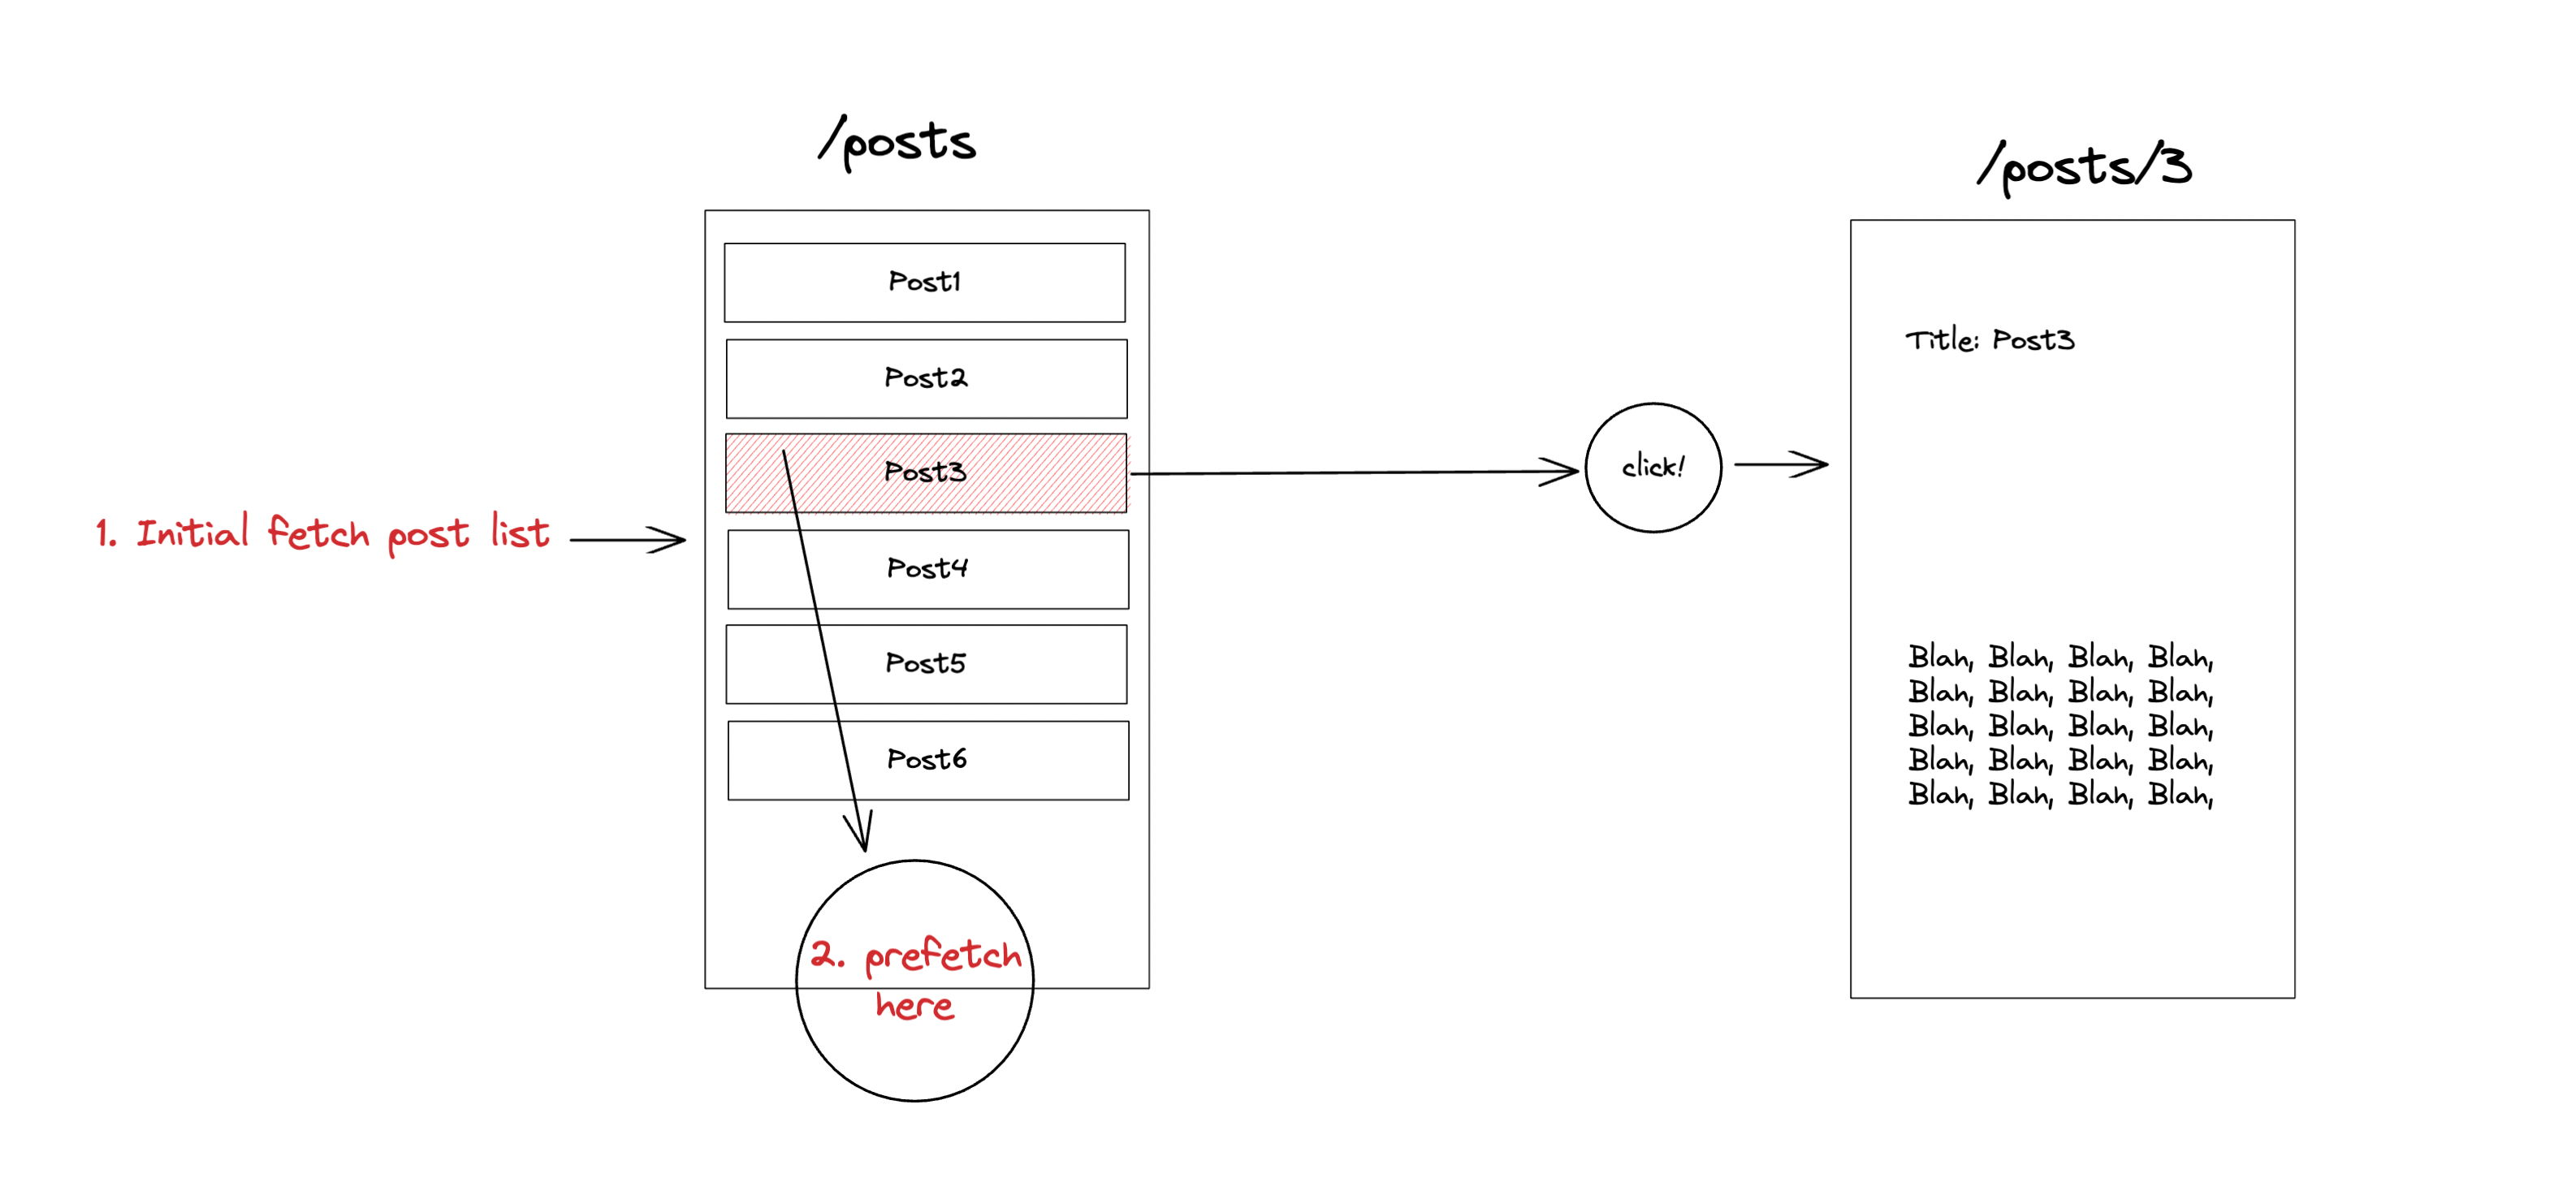 /posts
/posts/3
Post1
Post2
Post3
Post4
Post5
Post6
1. Initial fetch post list
2. prefetch
here
click!
Title: Post3
Blah, Blah, Blah, Blah,
Blah, Blah, Blah, Blah,
Blah, Blah, Blah, Blah,
Blah, Blah, Blah, Blah,
Blah, Blah, Blah, Blah,